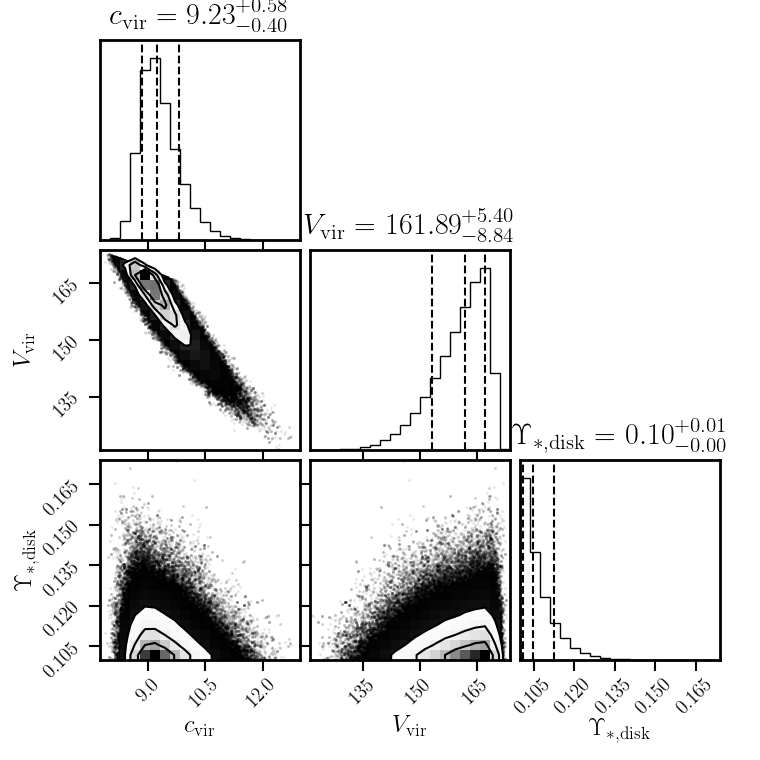 c_vir = 9.23^{+0.58}_{−0.40}
V_vir = 161.89^{+5.40}_{−8.84}
V_vir
165
150
135
Υ_{*,disk} = 0.10^{+0.01}_{−0.00}
Υ_{*,disk}
0.165
0.150
0.135
0.120
0.105
9.0 10.5 12.0
c_vir
135 150 165
V_vir
0.105 0.120 0.135 0.150 0.165
Υ_{*,disk}